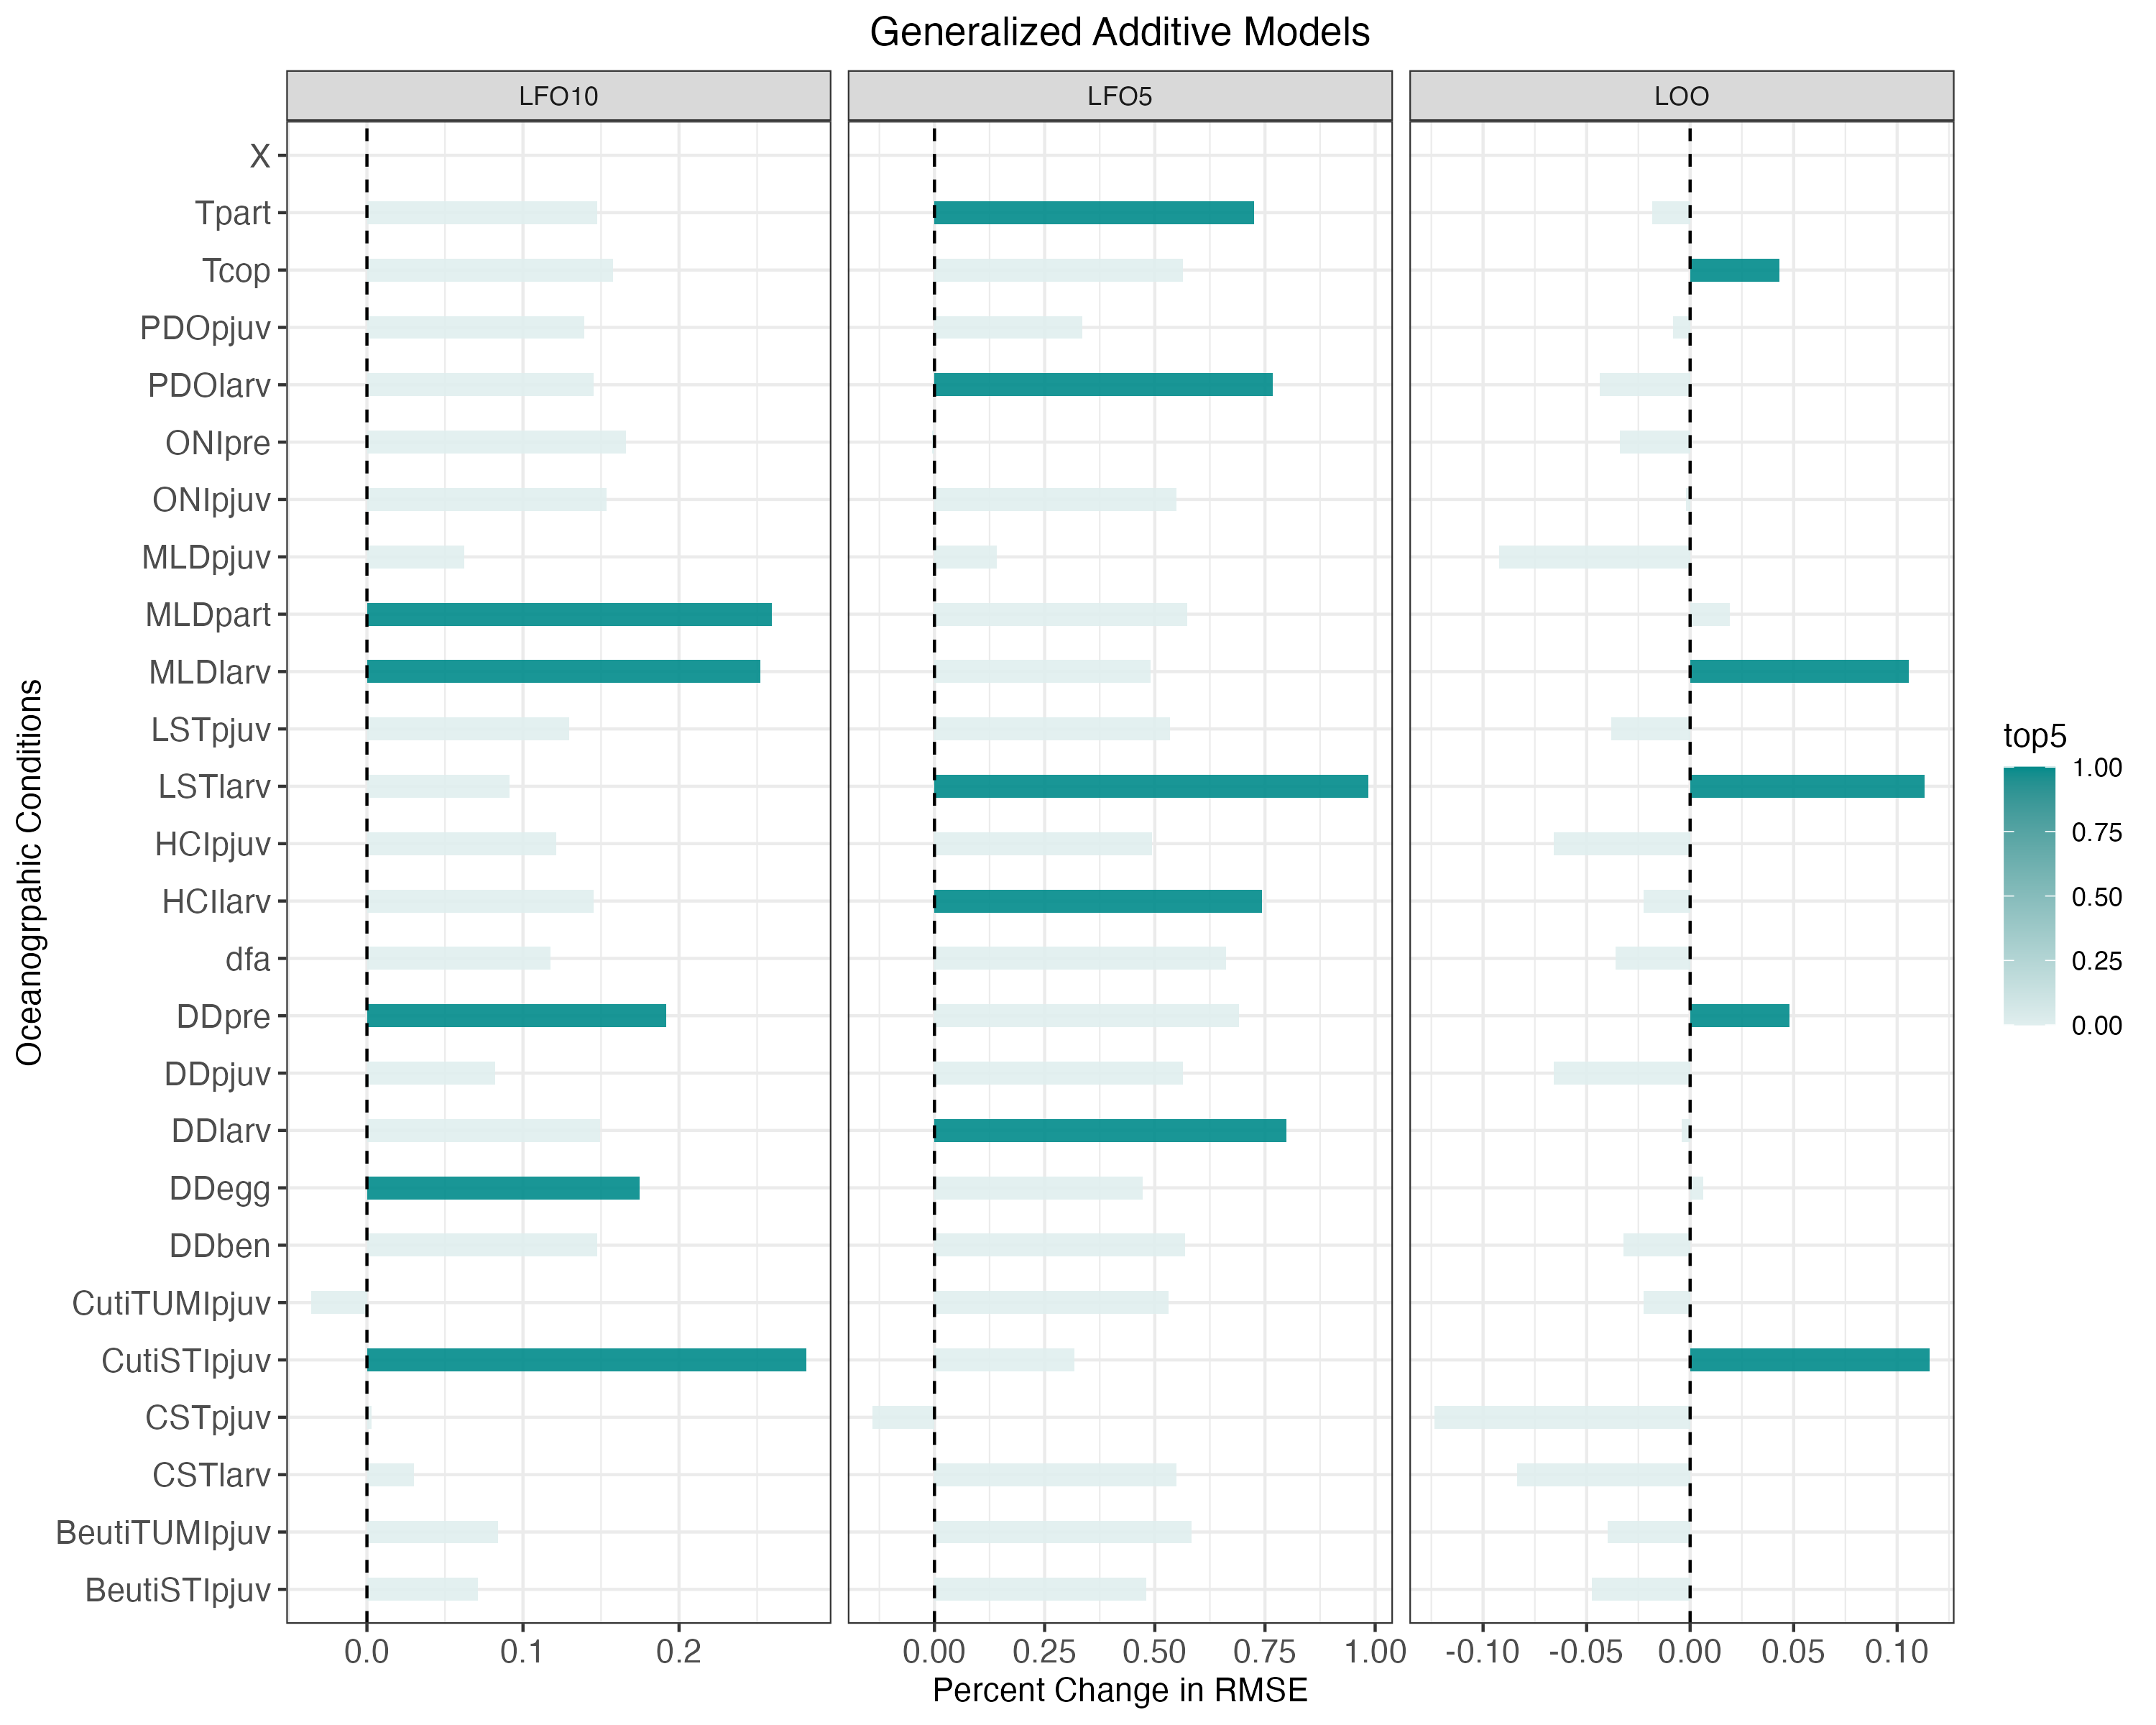 Generalized Additive Models
LFO10
LFO5
LOO
X
Tpart
Tcop
PDOpjuv
PDOlarv
ONIpre
ONIpjuv
MLDpjuv
MLDpart
MLDlarv
LSTpjuv
LSTlarv
HCIpjuv
HCIlarv
dfa
DDpre
DDpjuv
DDlarv
DDegg
DDben
CutiTUMIpjuv
CutiSTIpjuv
CSTpjuv
CSTlarv
BeutiTUMIpjuv
BeutiSTIpjuv
Oceanogrpahic Conditions
0.0 0.1 0.2
0.00 0.25 0.50 0.75 1.00
-0.10 -0.05 0.00 0.05 0.10
Percent Change in RMSE
top5
1.00
0.75
0.50
0.25
0.00